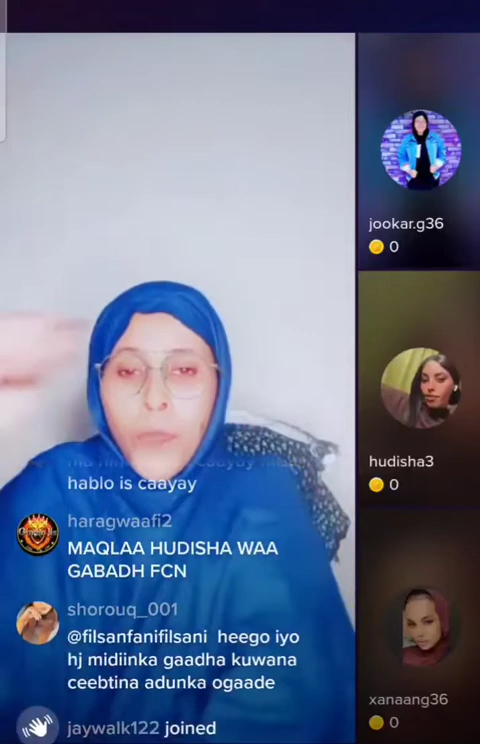 jookar.g36
0
hudisha3
0
xanaang36
0
caayay
hablo is caayay
haragwaafi2
MAQLAA HUDISHA WAA
GABADH FCN
shorouq_001
@filsanfanifilsani heego iyo
hj midiinka gaadha kuwana
ceebtina adunka ogaade
jaywalk122 joined